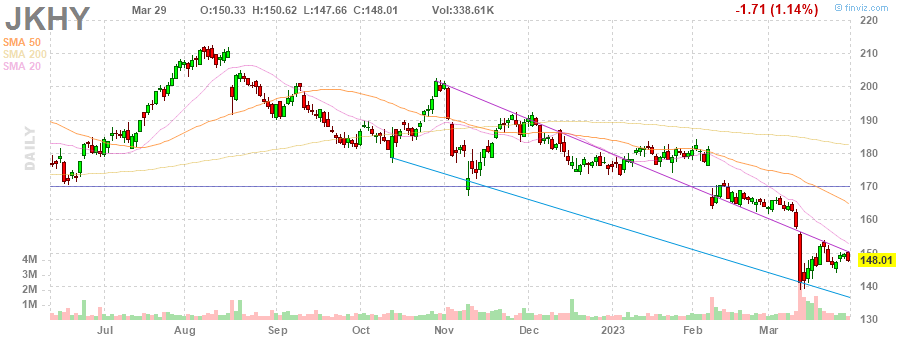 JKHY Mar 29 O:150.33 H:150.62 L:147.66 C:148.01 Vol:338.61K -1.71 (1.14%) © finviz.com
SMA 50
SMA 200
SMA 20
DAILY
220
210
200
190
180
170
160
150
148.01
140
130
4M
3M
2M
1M
Jul Aug Sep Oct Nov Dec 2023 Feb Mar